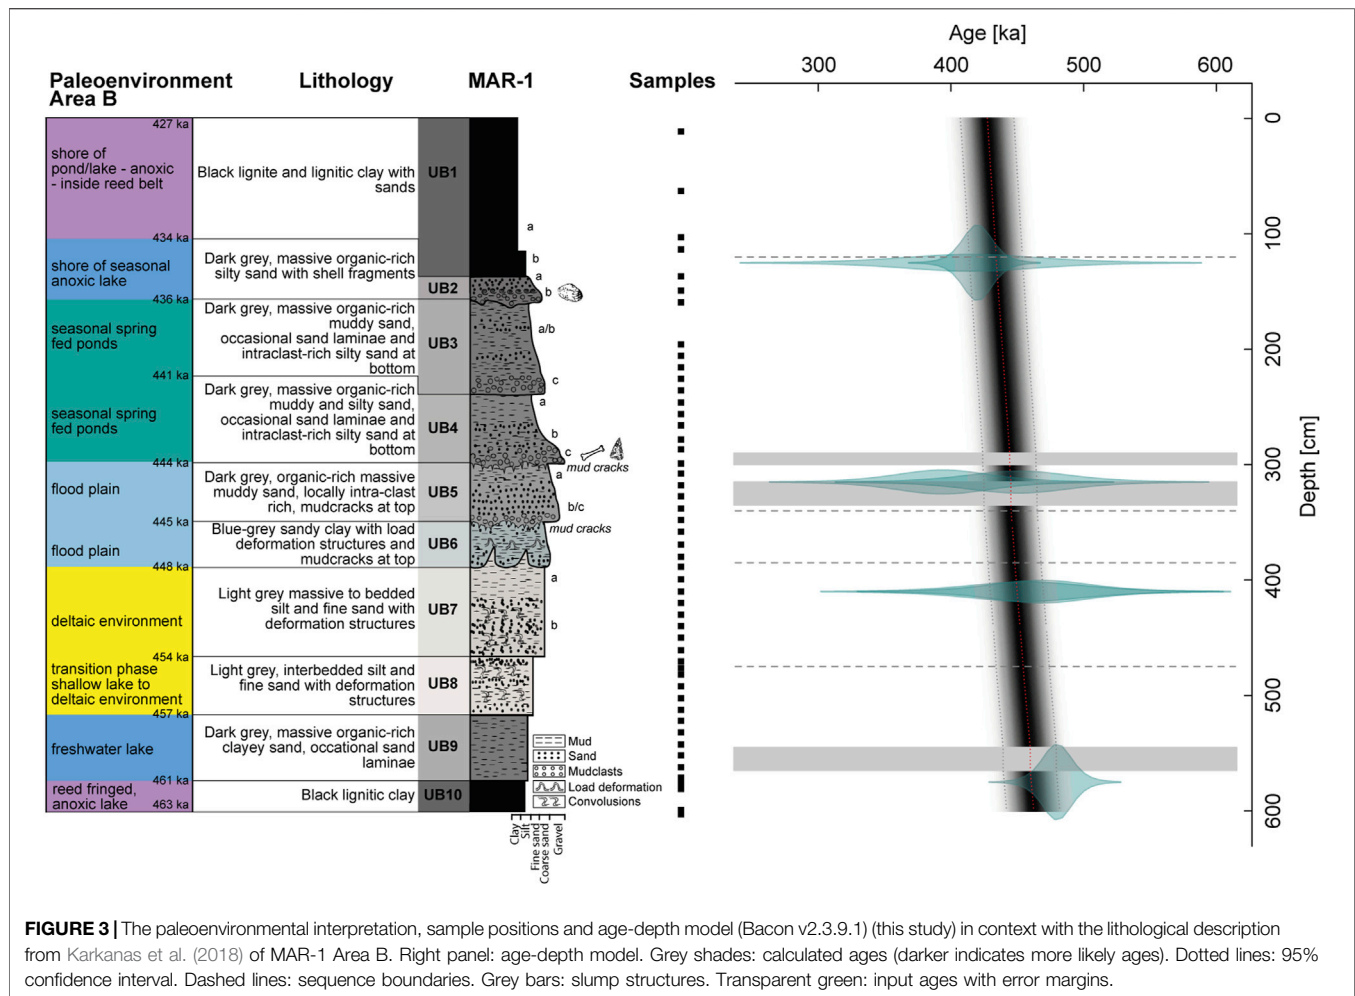 Age [ka]
300 400 500 600
Paleoenvironment
Area B
Lithology
MAR-1
Samples
427 ka
shore of
pond/lake - anoxic
- inside reed belt
Black lignite and lignitic clay with
sands
UB1
a
434 ka
shore of seasonal
anoxic lake
Dark grey, massive organic-rich
silty sand with shell fragments
b
a
UB2
b
436 ka
seasonal spring
fed ponds
Dark grey, massive organic-rich
muddy sand,
occasional sand laminae and
intraclast-rich silty sand at
bottom
UB3
a/b
c
441 ka
seasonal spring
fed ponds
Dark grey, massive organic-rich
muddy and silty sand,
occasional sand laminae and
intraclast-rich silty sand at
bottom
UB4
a
b
c
444 ka
mud cracks
flood plain
Dark grey, organic-rich massive
muddy sand, locally intra-clast
rich, mudcracks at top
UB5
a
b/c
445 ka
mud cracks
flood plain
Blue-grey sandy clay with load
deformation structures and
mudcracks at top
UB6
448 ka
deltaic environment
Light grey massive to bedded
silt and fine sand with
deformation structures
UB7
a
b
454 ka
transition phase
shallow lake to
deltaic environment
Light grey, interbedded silt and
fine sand with deformation
structures
UB8
457 ka
freshwater lake
Dark grey, massive organic-rich
clayey sand, occational sand
laminae
UB9
461 ka
reed fringed,
anoxic lake
463 ka
Black lignitic clay
UB10
Mud
Sand
Mudclasts
Load deformation
Convolusions
Clay
Silt
Fine sand
Coarse sand
Gravel
0
100
200
300
400
500
600
Depth [cm]
FIGURE 3 | The paleoenvironmental interpretation, sample positions and age-depth model (Bacon v2.3.9.1) (this study) in context with the lithological description
from Karkanas et al. (2018) of MAR-1 Area B. Right panel: age-depth model. Grey shades: calculated ages (darker indicates more likely ages). Dotted lines: 95%
confidence interval. Dashed lines: sequence boundaries. Grey bars: slump structures. Transparent green: input ages with error margins.